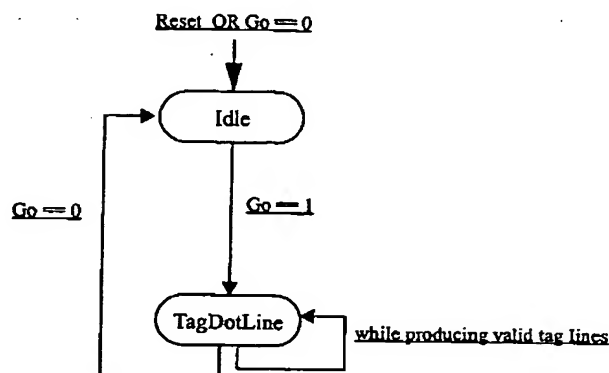 Reset OR Go == 0
Idle
Go == 0
Go == 1
TagDotLine
while producing valid tag lines